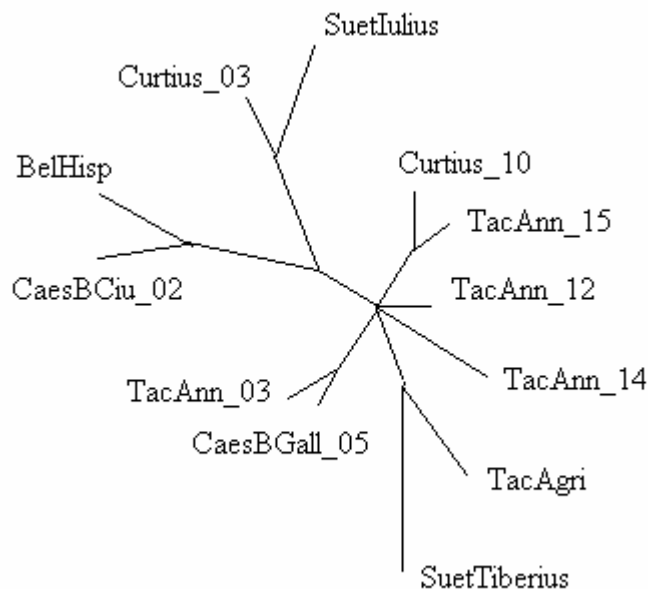 SuetIulius
Curtius_03
BelHisp
Curtius_10
TacAnn_15
CaesBCiu_02
TacAnn_12
TacAnn_03
TacAnn_14
CaesBGall_05
TacAgri
SuetTiberius